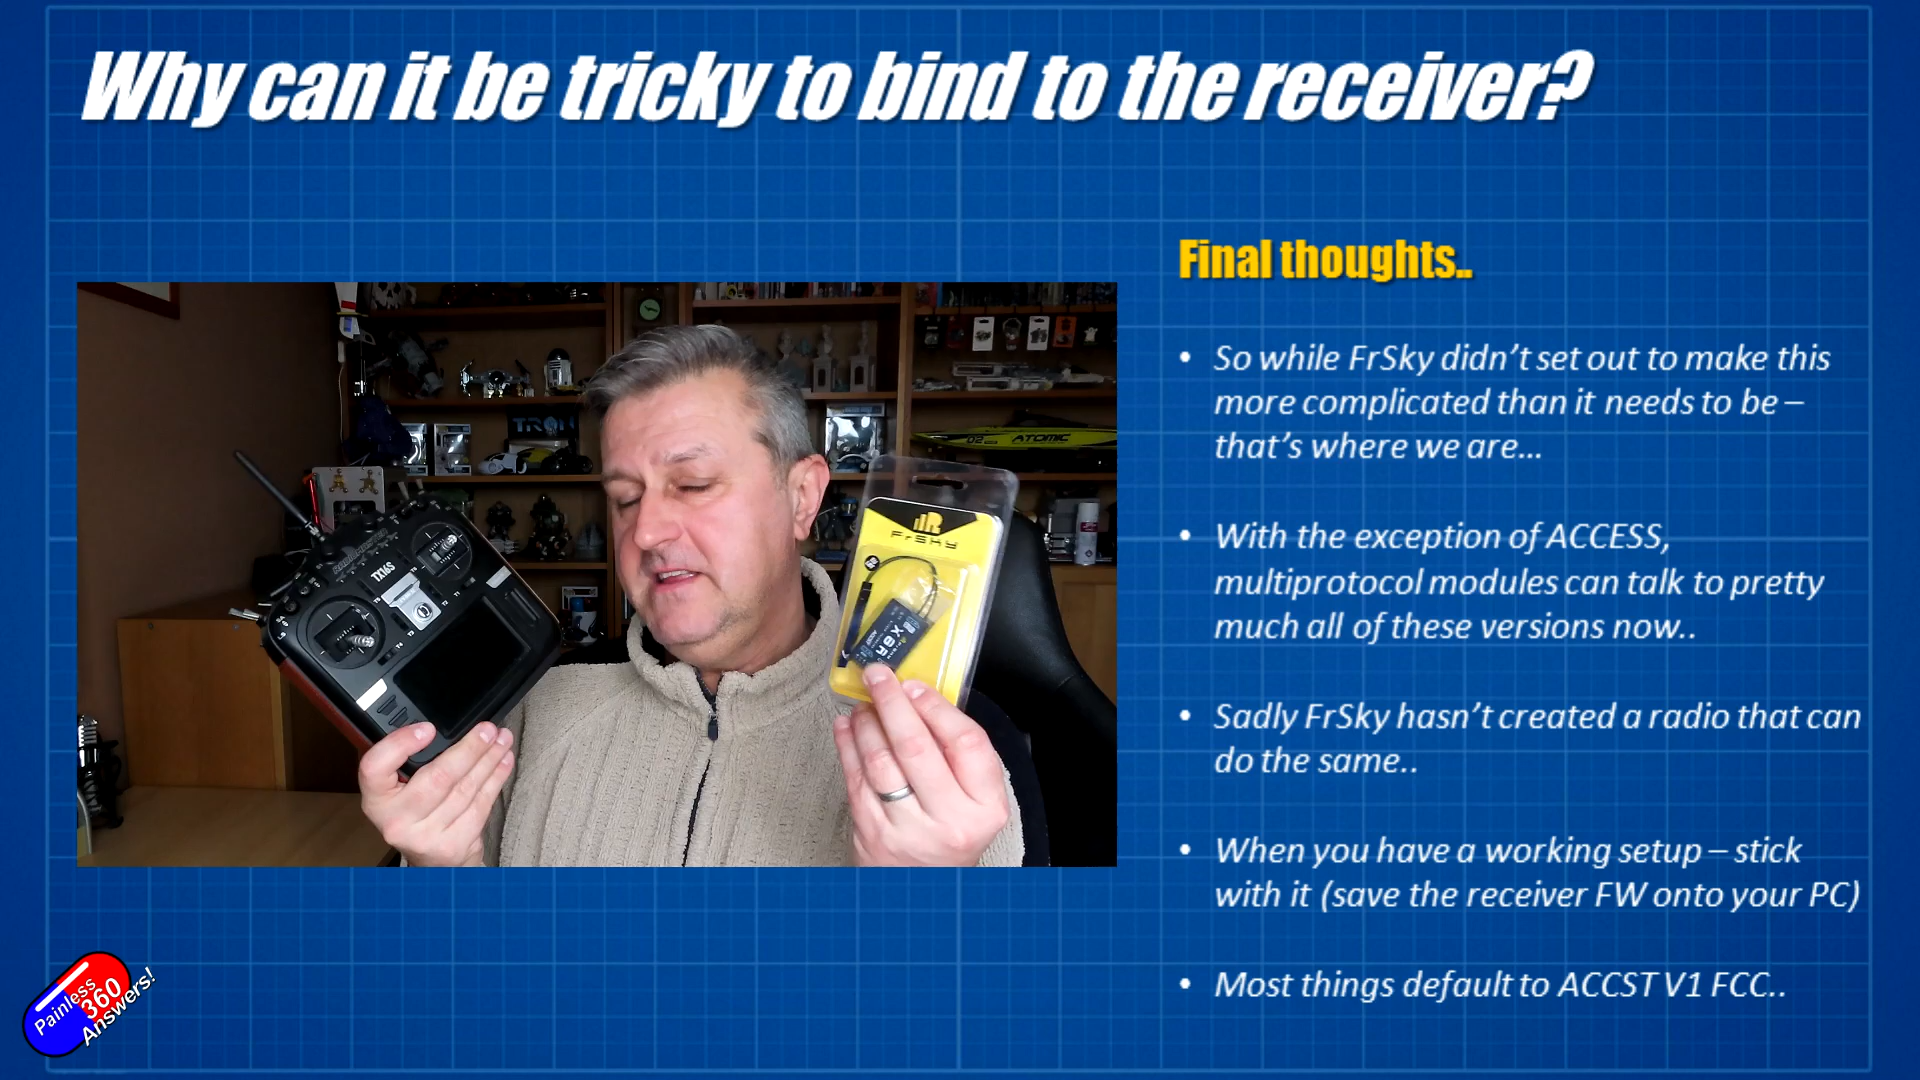 Why can it be tricky to bind to the receiver?
Final thoughts..
• So while FrSky didn't set out to make this
more complicated than it needs to be –
that's where we are...
• With the exception of ACCESS,
multiprotocol modules can talk to pretty
much all of these versions now..
• Sadly FrSky hasn't created a radio that can
do the same..
• When you have a working setup – stick
with it (save the receiver FW onto your PC)
• Most things default to ACCST V1 FCC..
TRON
02 ATOMIC
TX16S
FrSky
X8R
Painless
360
Answers!